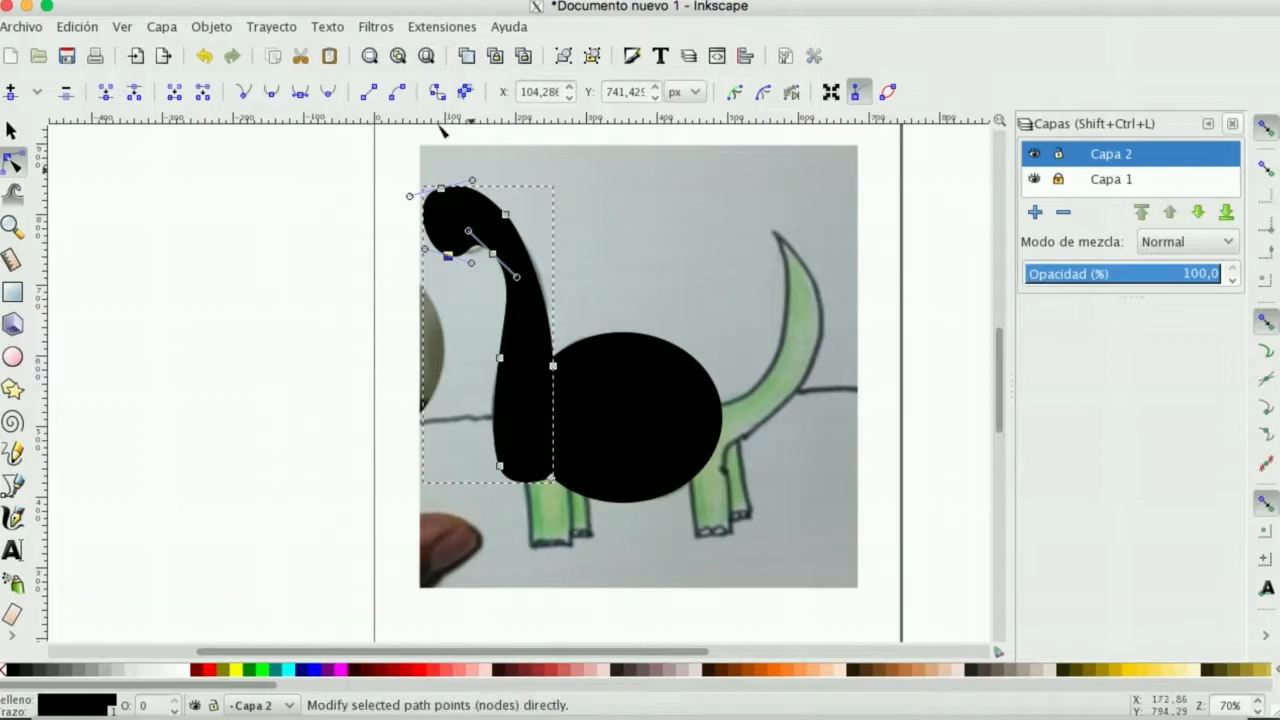 *Documento nuevo 1 - Inkscape
Archivo Edición Ver Capa Objeto Trayecto Texto Filtros Extensiones Ayuda
X: 104,286 Y: 741,429 px
Capas (Shift+Ctrl+L)
Capa 2
Capa 1
Modo de mezcla: Normal
Opacidad (%) 100,0
elleno:
razo:
O: 0
Capa 2
Modify selected path points (nodes) directly.
X: 172,86
Y: 794,29
Z: 70%